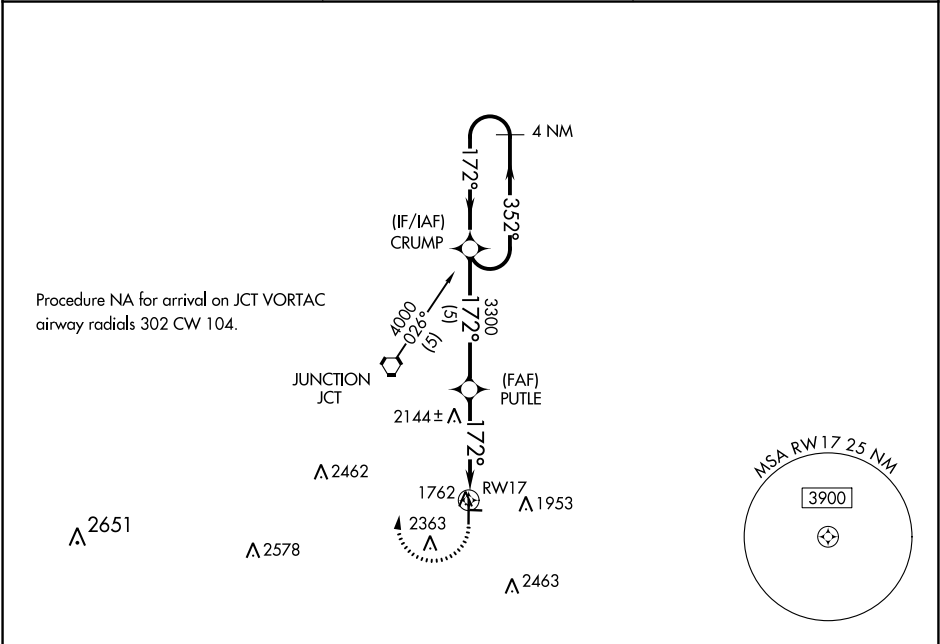 4 NM
172°
352°
(IF/IAF)
CRUMP
Procedure NA for arrival on JCT VORTAC
airway radials 302 CW 104.
4000
026°
(5)
3300
172°
(5)
JUNCTION
JCT
(FAF)
PUTLE
2144±
172°
2462
1762
RW17
1953
2651
2363
2578
2463
MSA RW17 25 NM
3900